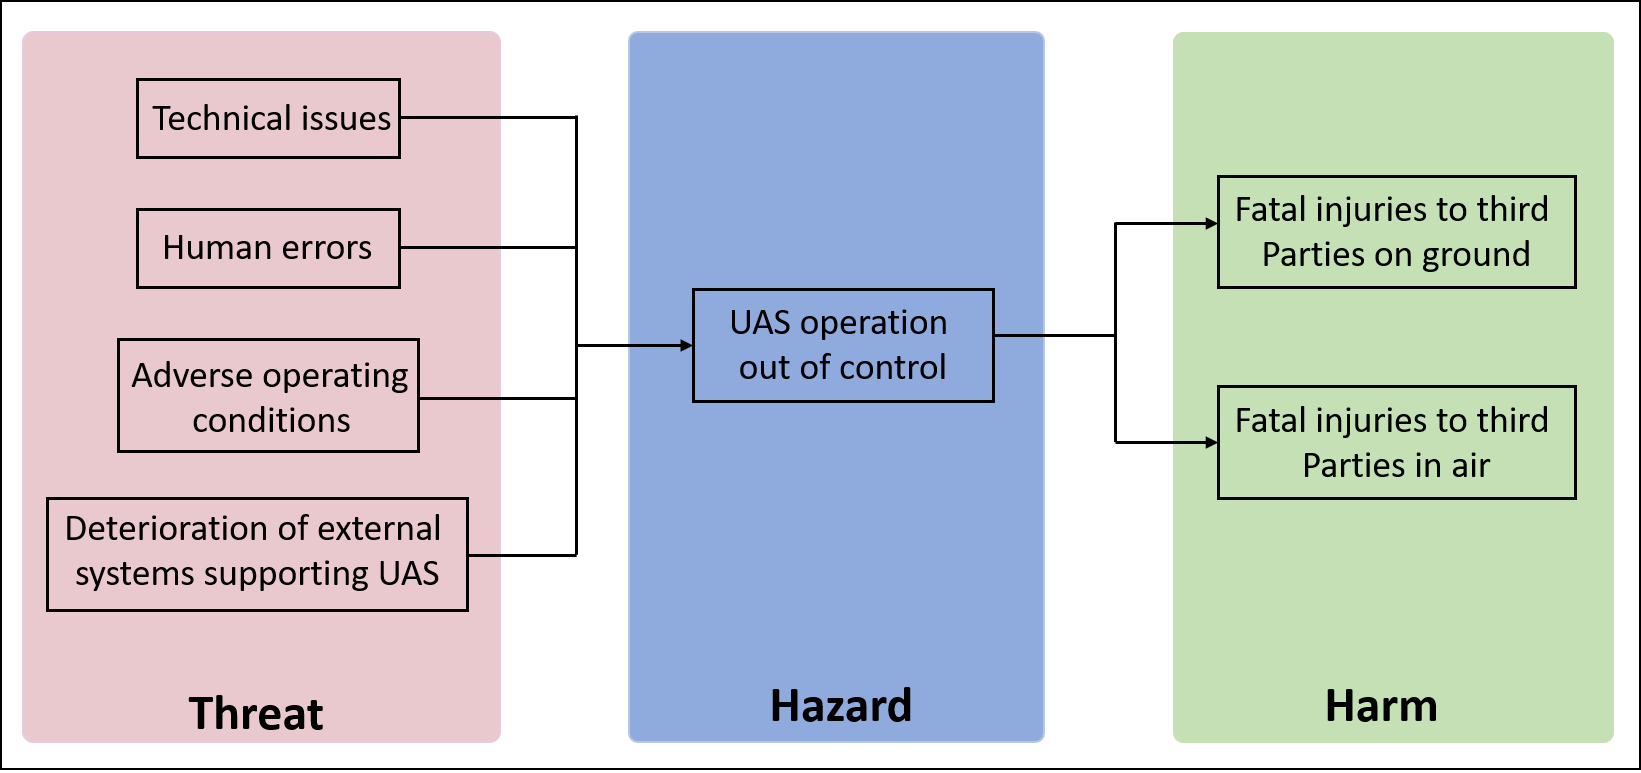 Technical issues
Human errors
Adverse operating
conditions
Deterioration of external
systems supporting UAS
Threat
UAS operation
out of control
Hazard
Fatal injuries to third
Parties on ground
Fatal injuries to third
Parties in air
Harm